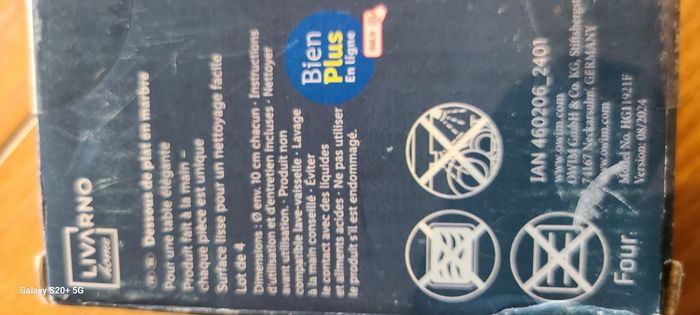 LIVARNO
home
Dessous de plat en marbre
Pour une table élégante
Produit fait à la main –
chaque pièce est unique
Surface lisse pour un nettoyage facile
Lot de 4
Dimensions : Ø env. 10 cm chacun · Instructions
d'utilisation et d'entretien incluses · Nettoyer
avant utilisation. · Produit non
compatible lave-vaisselle · Lavage
à la main conseillé · Éviter
le contact avec des liquides
et aliments acides · Ne pas utiliser
le produit s'il est endommagé.
Bien
Plus
En ligne
Four
IAN 460206_2401
OWIM GmbH & Co. KG, Stiftsbergst
74167 Neckarsulm, GERMANY
www.owim.com
Model No. HG11921F
Version: 08/2024
Galaxy S20+ 5G